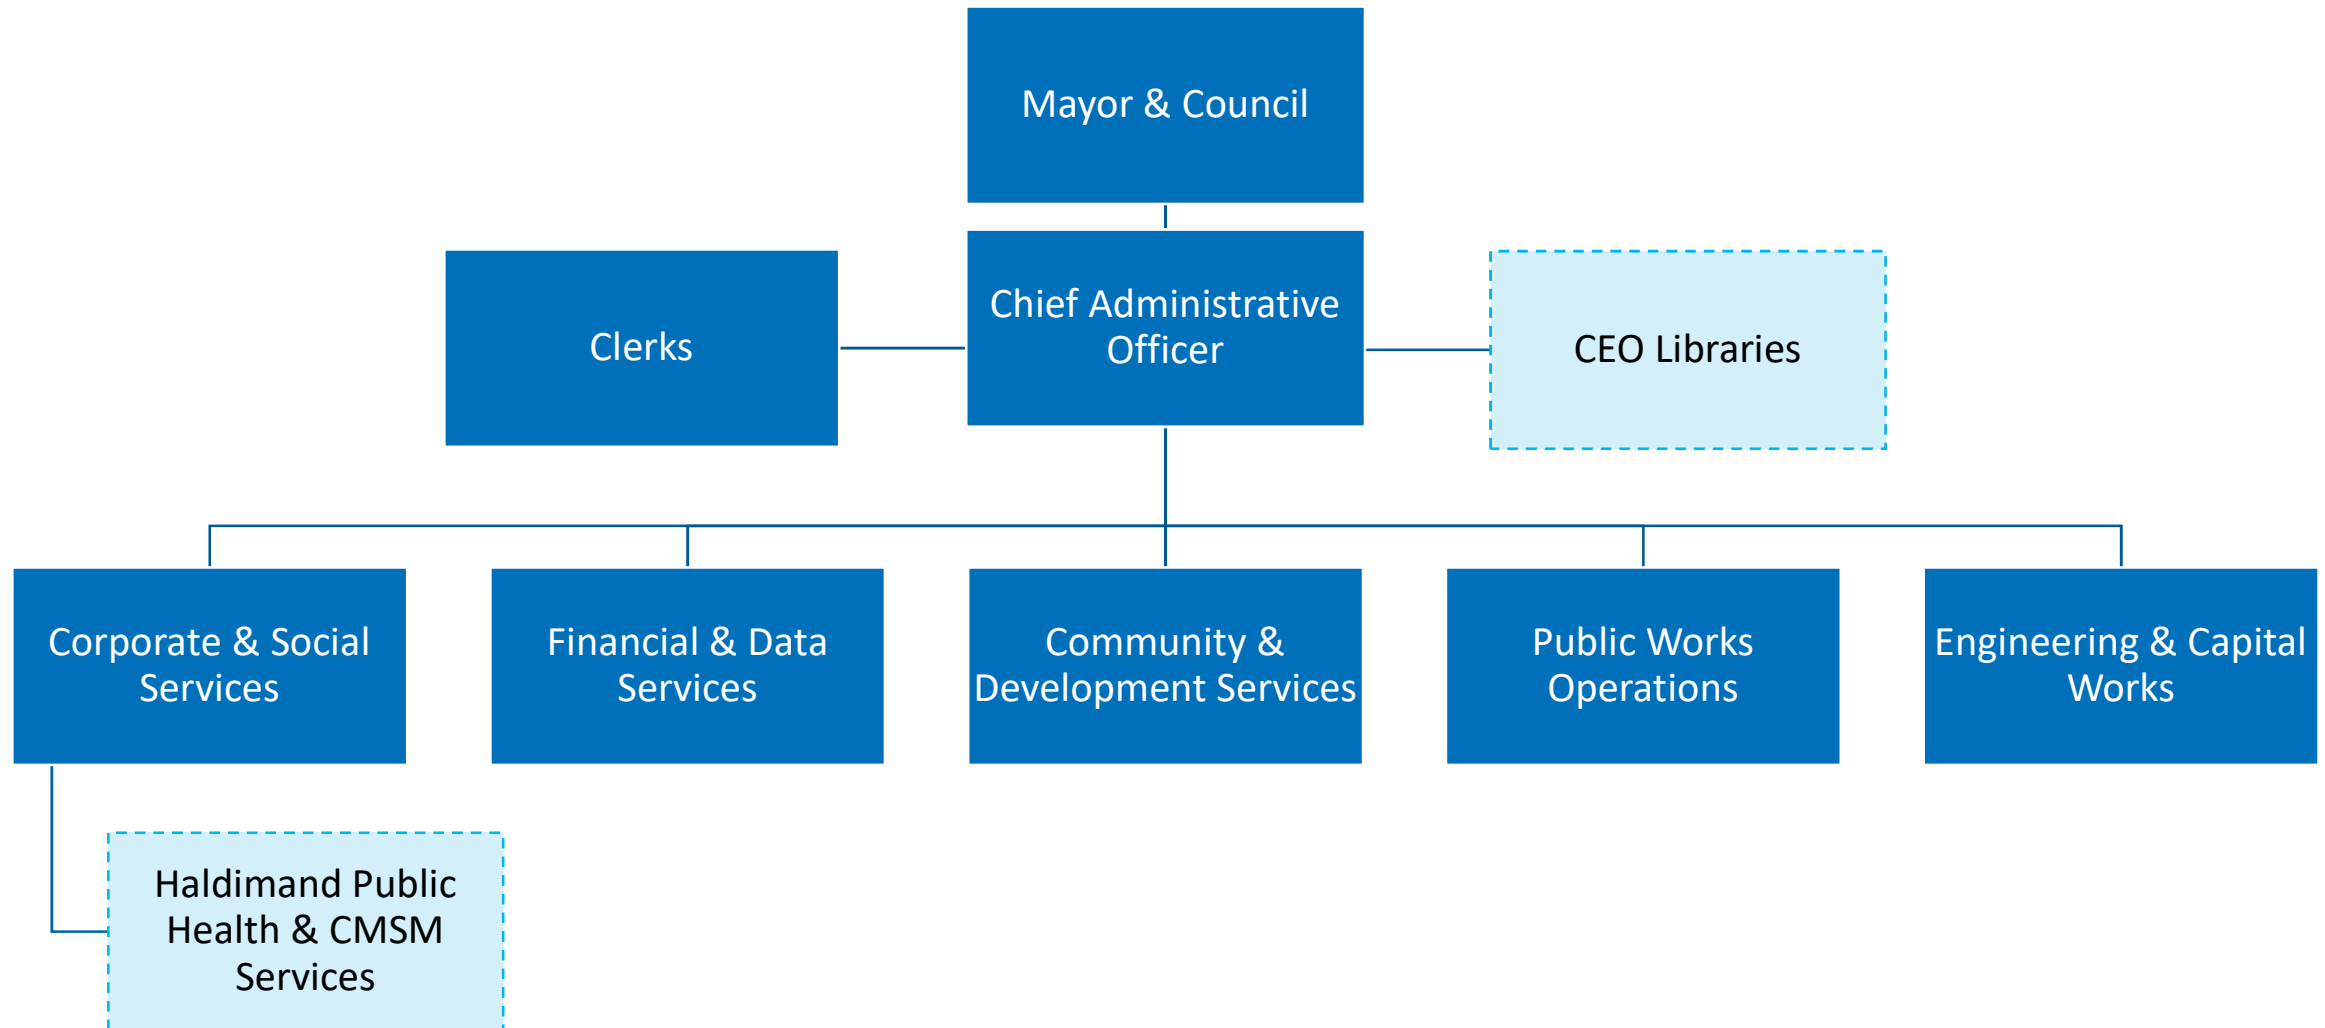 Mayor & Council
Clerks
Chief Administrative
Officer
CEO Libraries
Corporate & Social
Services
Financial & Data
Services
Community &
Development Services
Public Works
Operations
Engineering & Capital
Works
Haldimand Public
Health & CMSM
Services